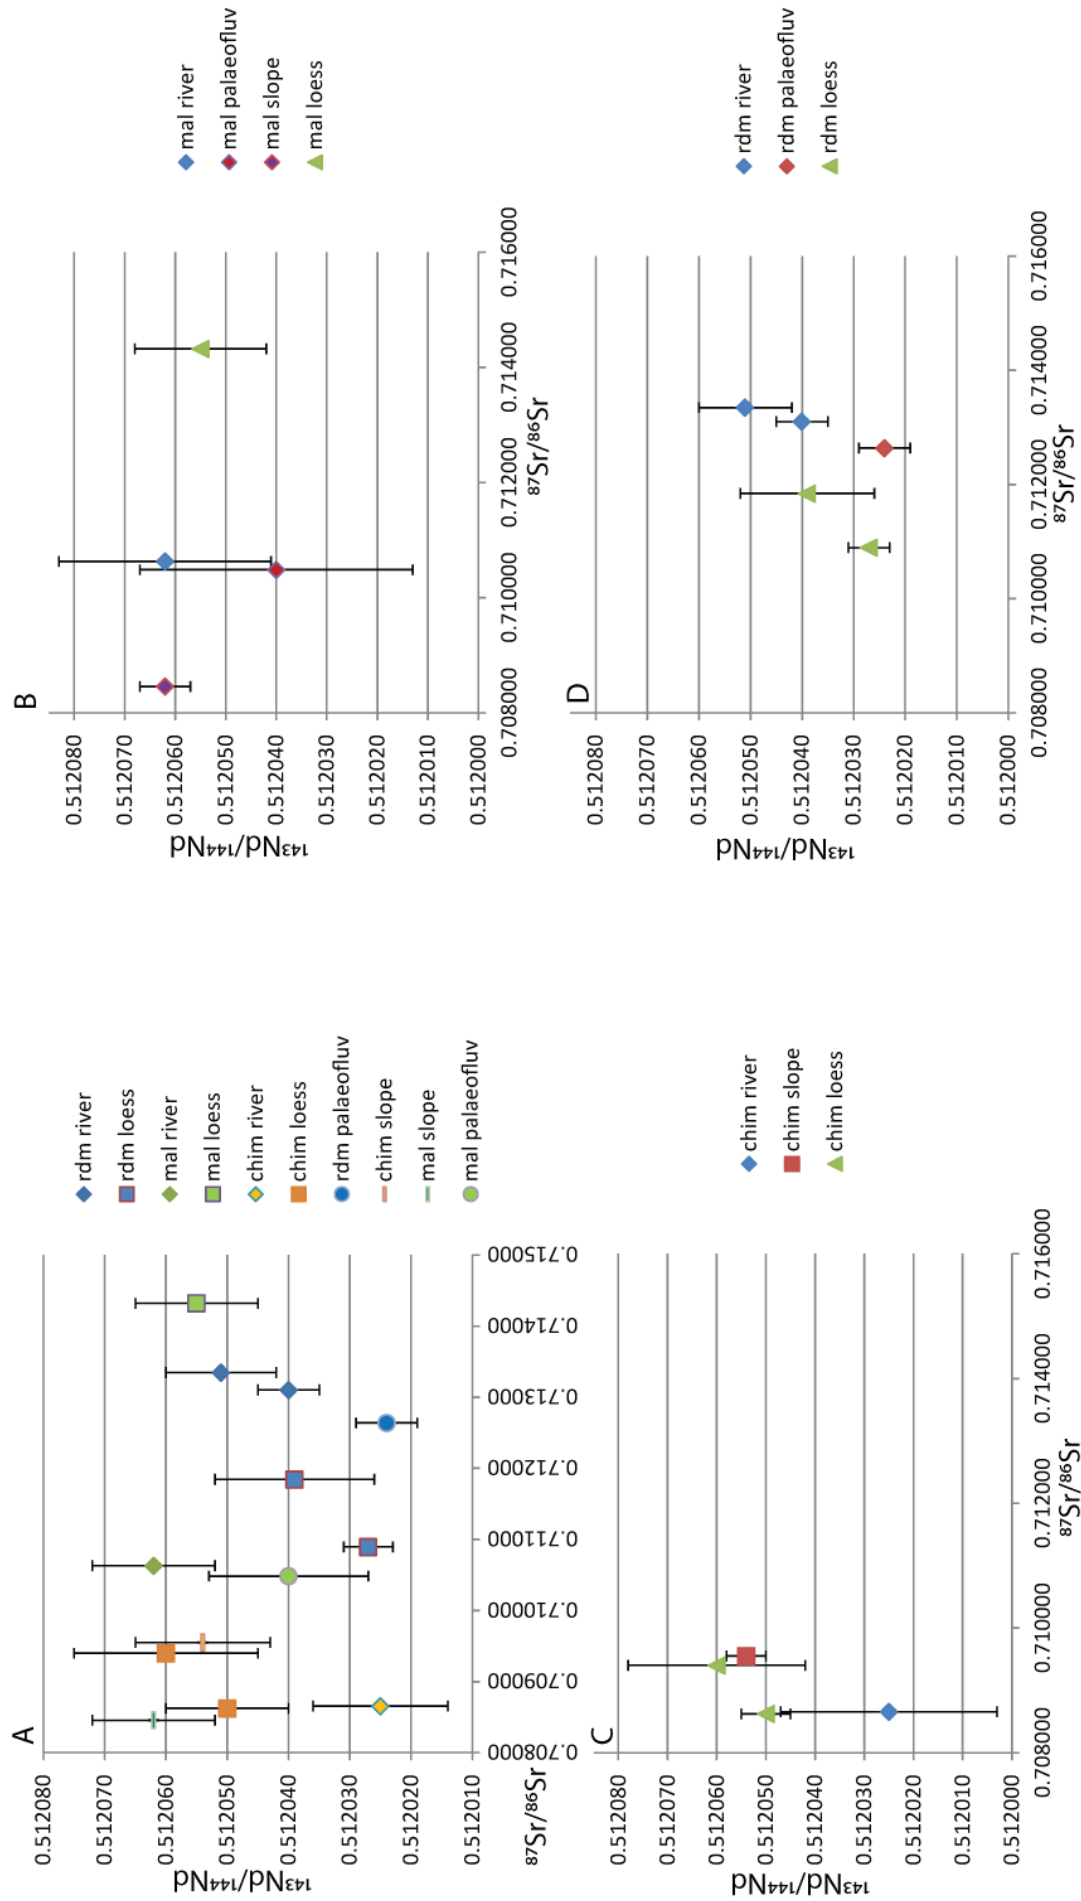 A
0.512080
0.512070
0.512060
0.512050
0.512040
0.512030
0.512020
¹⁴³Nd/¹⁴⁴Nd
0.708000
0.709000
0.710000
0.711000
0.712000
0.713000
0.714000
0.715000
⁸⁷Sr/⁸⁶Sr
rdm river
rdm loess
mal river
mal loess
chim river
chim loess
rdm palaeofluv
chim slope
mal slope
mal palaeofluv
B
0.512080
0.512070
0.512060
0.512050
0.512040
0.512030
0.512020
0.512010
0.512000
¹⁴³Nd/¹⁴⁴Nd
0.708000
0.710000
0.712000
0.714000
0.716000
⁸⁷Sr/⁸⁶Sr
mal river
mal palaeofluv
mal slope
mal loess
C
0.512080
0.512070
0.512060
0.512050
0.512040
0.512030
0.512020
0.512010
0.512000
¹⁴³Nd/¹⁴⁴Nd
0.708000
0.710000
0.712000
0.714000
0.716000
⁸⁷Sr/⁸⁶Sr
chim river
chim slope
chim loess
D
0.512080
0.512070
0.512060
0.512050
0.512040
0.512030
0.512020
0.512010
0.512000
¹⁴³Nd/¹⁴⁴Nd
0.708000
0.710000
0.712000
0.714000
0.716000
⁸⁷Sr/⁸⁶Sr
rdm river
rdm palaeofluv
rdm loess